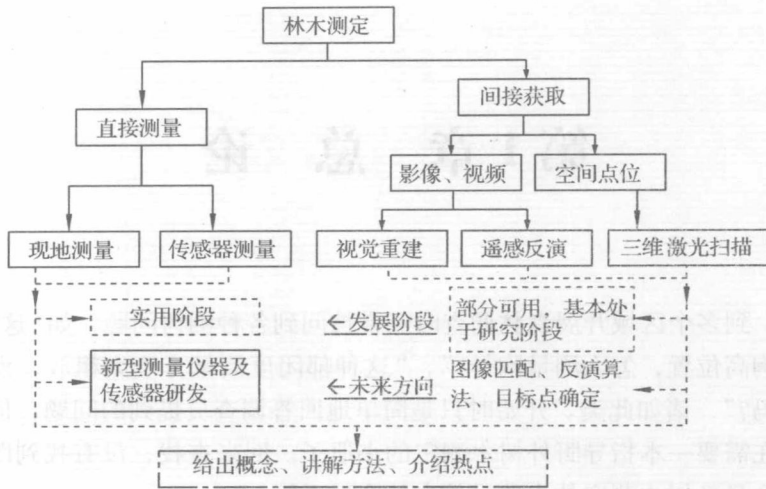 林木测定
直接测量
间接获取
影像、视频
空间点位
现地测量
传感器测量
视觉重建
遥感反演
三维激光扫描
实用阶段
发展阶段
部分可用，基本处
于研究阶段
新型测量仪器及
传感器研发
未来方向
图像匹配、反演算
法、目标点确定
给出概念、讲解方法、介绍热点